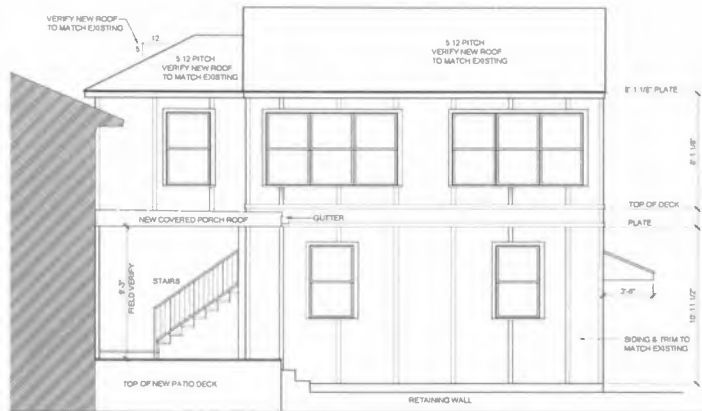 VERIFY NEW ROOF
TO MATCH EXISTING
12
5
5 12 PITCH
VERIFY NEW ROOF
TO MATCH EXISTING
5 12 PITCH
VERIFY NEW ROOF
TO MATCH EXISTING
8' 1 1/8" PLATE
8' 1 1/8"
TOP OF DECK
NEW COVERED PORCH ROOF
GUTTER
PLATE
STAIRS
FIELD VERIFY
3'-6"
10' 11 1/2"
SIDING & TRIM TO
MATCH EXISTING
TOP OF NEW PATIO DECK
RETAINING WALL